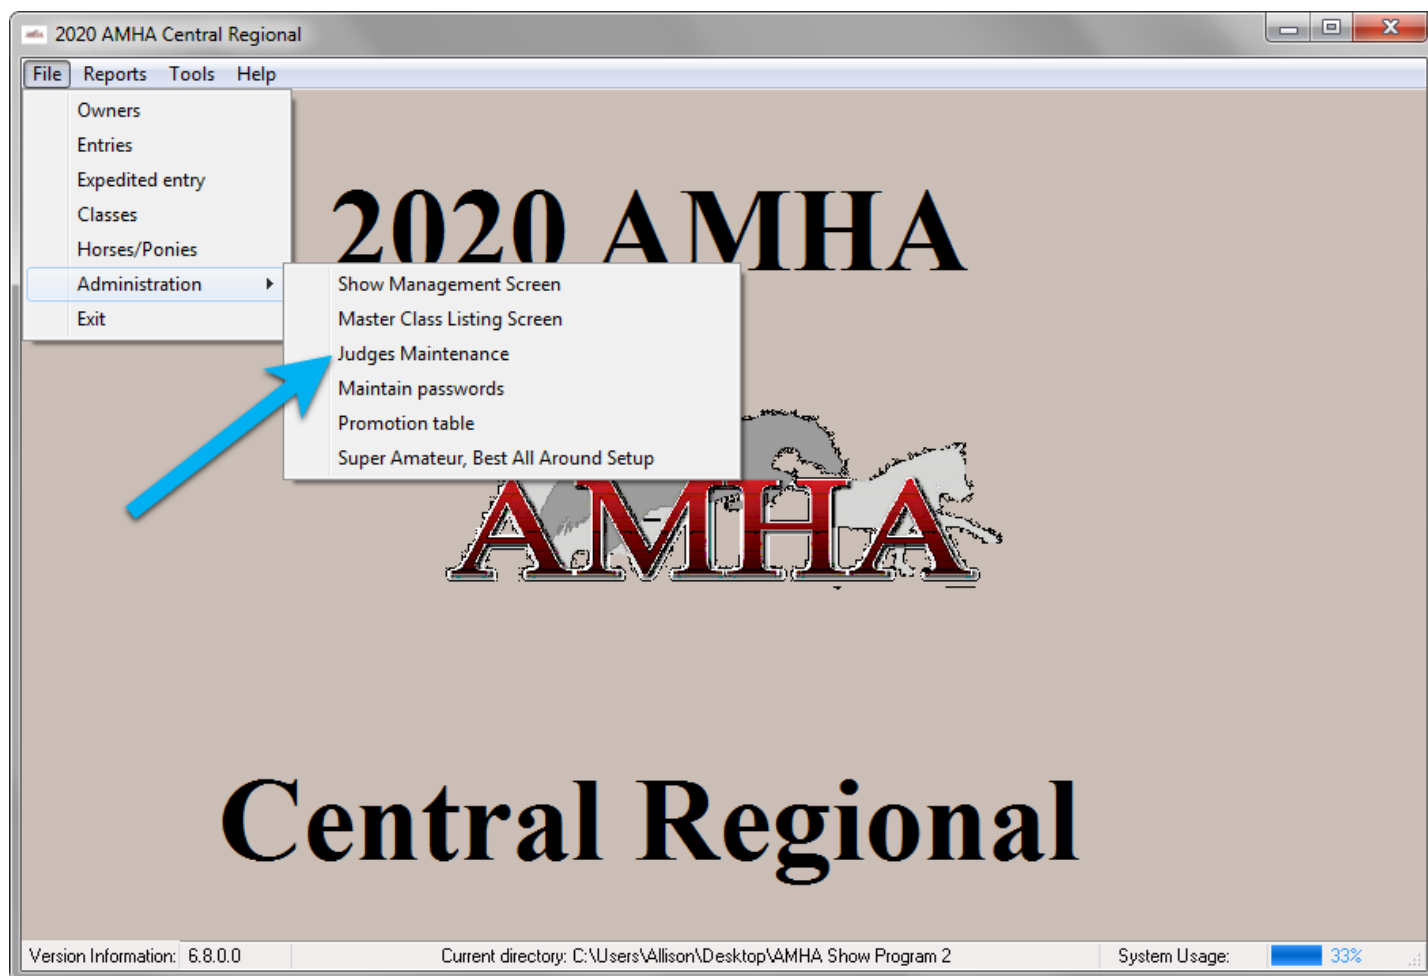 2020 AMHA Central Regional
File Reports Tools Help
Owners
Entries
Expedited entry
Classes
Horses/Ponies
Administration
Exit
Show Management Screen
Master Class Listing Screen
Judges Maintenance
Maintain passwords
Promotion table
Super Amateur, Best All Around Setup
2020 AMHA
AMHA
Central Regional
Version Information: 6.8.0.0 Current directory: C:\Users\Allison\Desktop\AMHA Show Program 2 System Usage: 33%